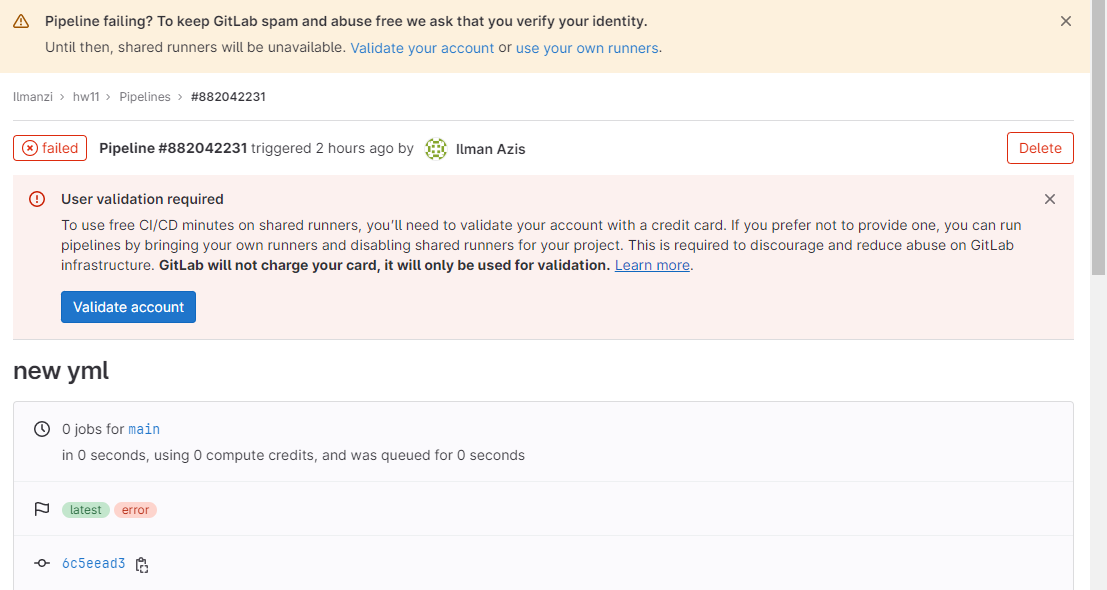 Pipeline failing? To keep GitLab spam and abuse free we ask that you verify your identity.
Until then, shared runners will be unavailable. Validate your account or use your own runners.
Ilmanzi › hw11 › Pipelines › #882042231
failed Pipeline #882042231 triggered 2 hours ago by Ilman Azis Delete
User validation required
To use free CI/CD minutes on shared runners, you’ll need to validate your account with a credit card. If you prefer not to provide one, you can run
pipelines by bringing your own runners and disabling shared runners for your project. This is required to discourage and reduce abuse on GitLab
infrastructure. GitLab will not charge your card, it will only be used for validation. Learn more.
Validate account
new yml
0 jobs for main
in 0 seconds, using 0 compute credits, and was queued for 0 seconds
latest error
6c5eead3